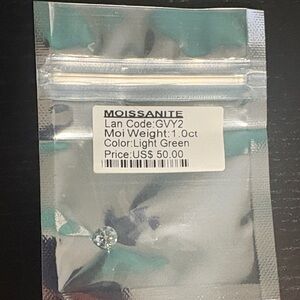 MOISSANITE
Lan Code:GVY2
Moi Weight:1.0ct
Color:Light Green
Price:US$ 50.00